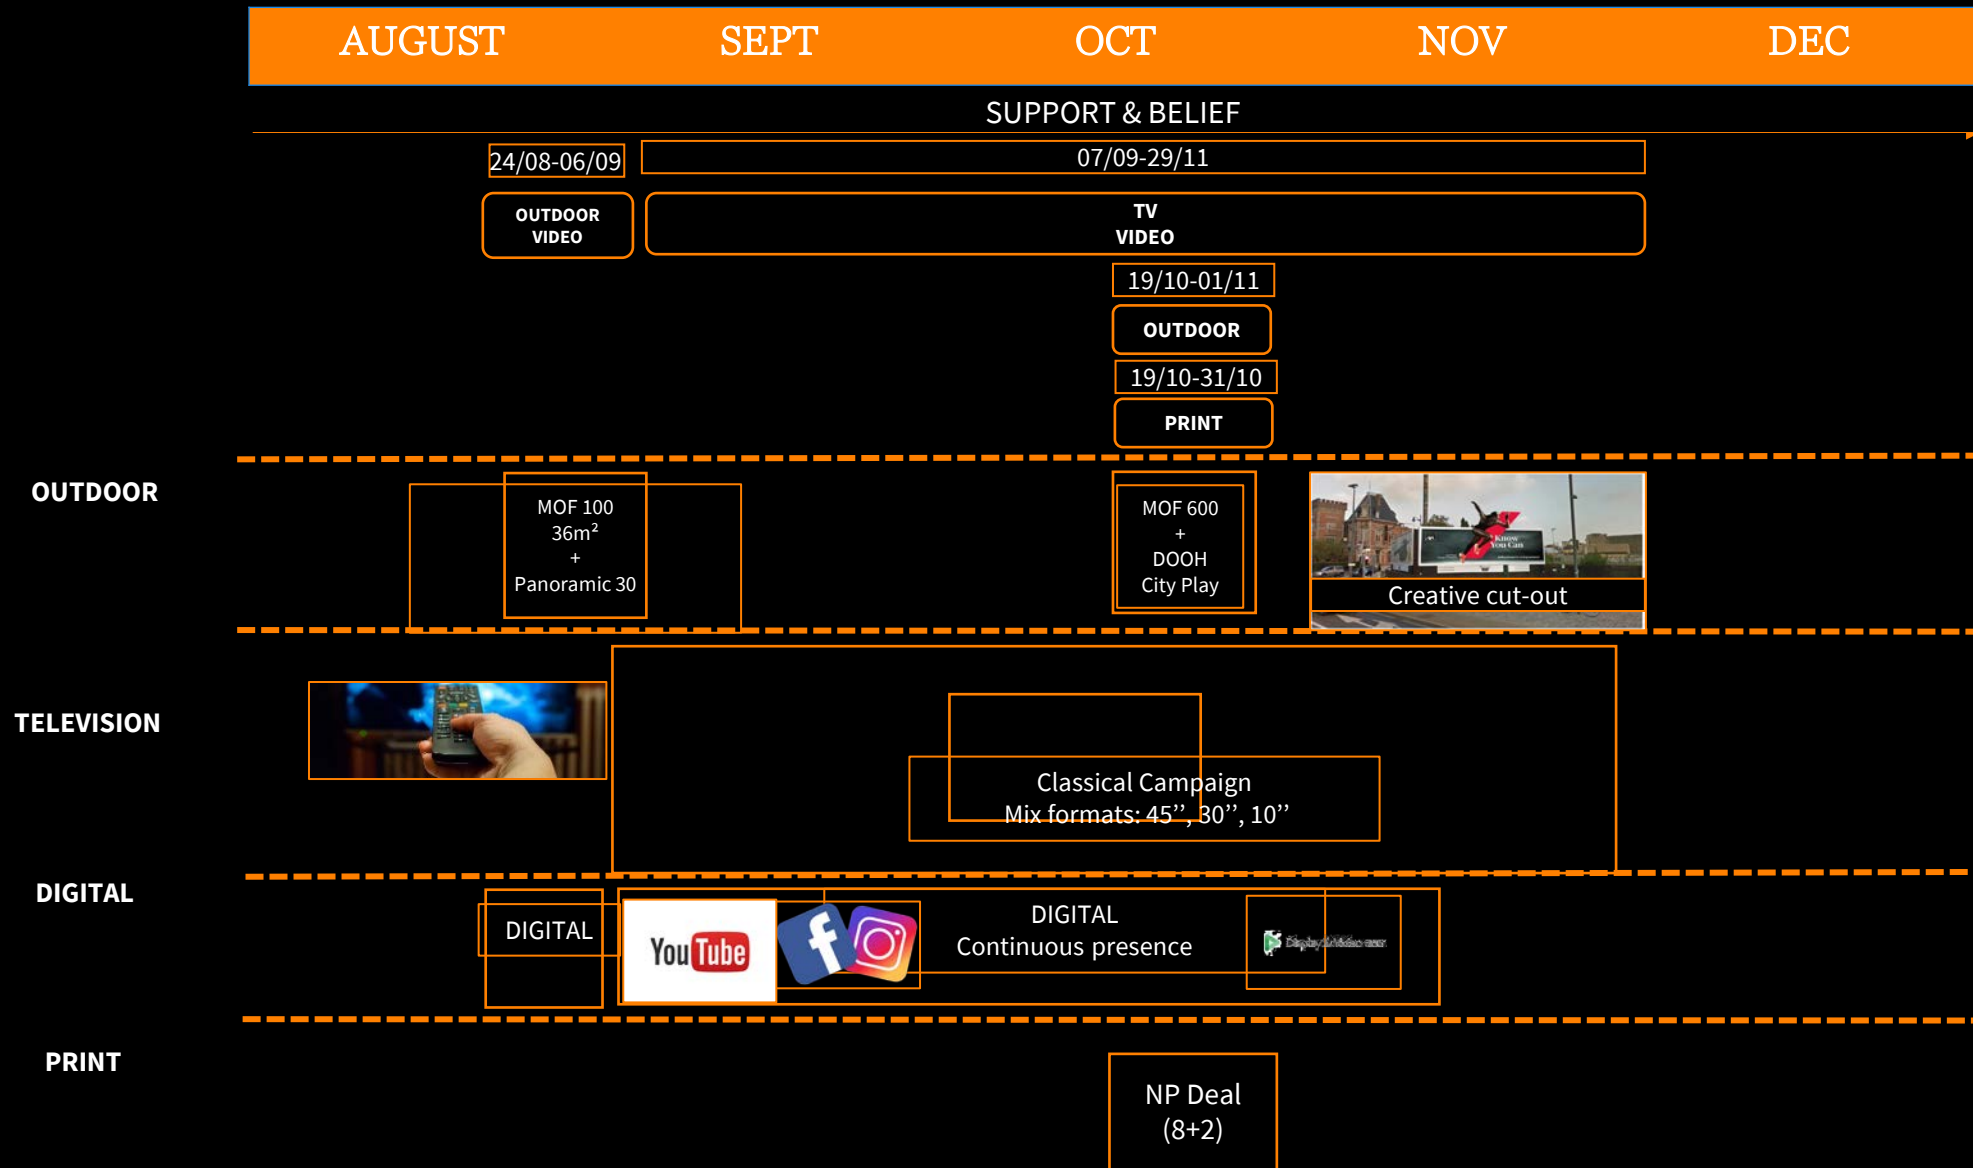 AUGUST SEPT OCT NOV DEC
SUPPORT & BELIEF
24/08-06/09
07/09-29/11
OUTDOOR
VIDEO
TV
VIDEO
19/10-01/11
OUTDOOR
19/10-31/10
PRINT
OUTDOOR
MOF 100
36m²
+
Panoramic 30
MOF 600
+
DOOH
City Play
Know
You Can
Creative cut-out
TELEVISION
Classical Campaign
Mix formats: 45’’, 30’’, 10’’
DIGITAL
DIGITAL
YouTube
DIGITAL
Continuous presence
PRINT
NP Deal
(8+2)